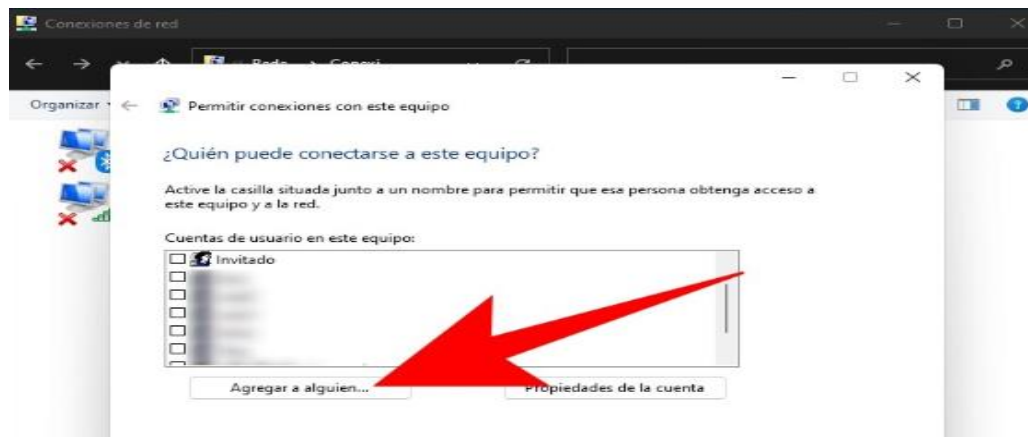 Conexiones de red
Organizar
Permitir conexiones con este equipo
¿Quién puede conectarse a este equipo?
Active la casilla situada junto a un nombre para permitir que esa persona obtenga acceso a
este equipo y a la red.
Cuentas de usuario en este equipo:
Invitado
Agregar a alguien...
Propiedades de la cuenta